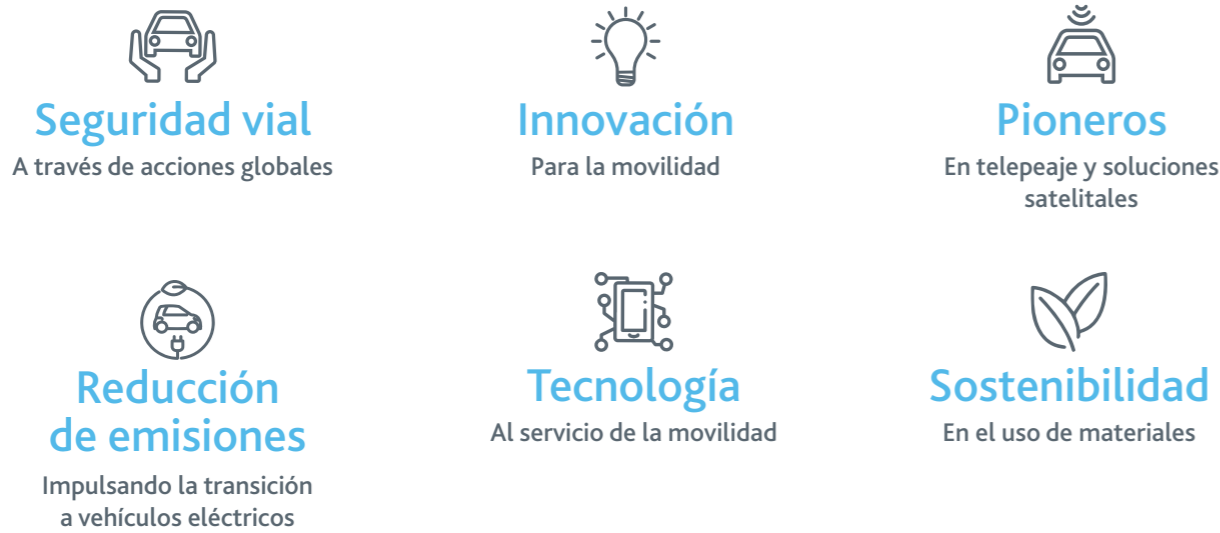 Seguridad vial
A través de acciones globales
Innovación
Para la movilidad
Pioneros
En telepeaje y soluciones
satelitales
Reducción
de emisiones
Impulsando la transición
a vehículos eléctricos
Tecnología
Al servicio de la movilidad
Sostenibilidad
En el uso de materiales